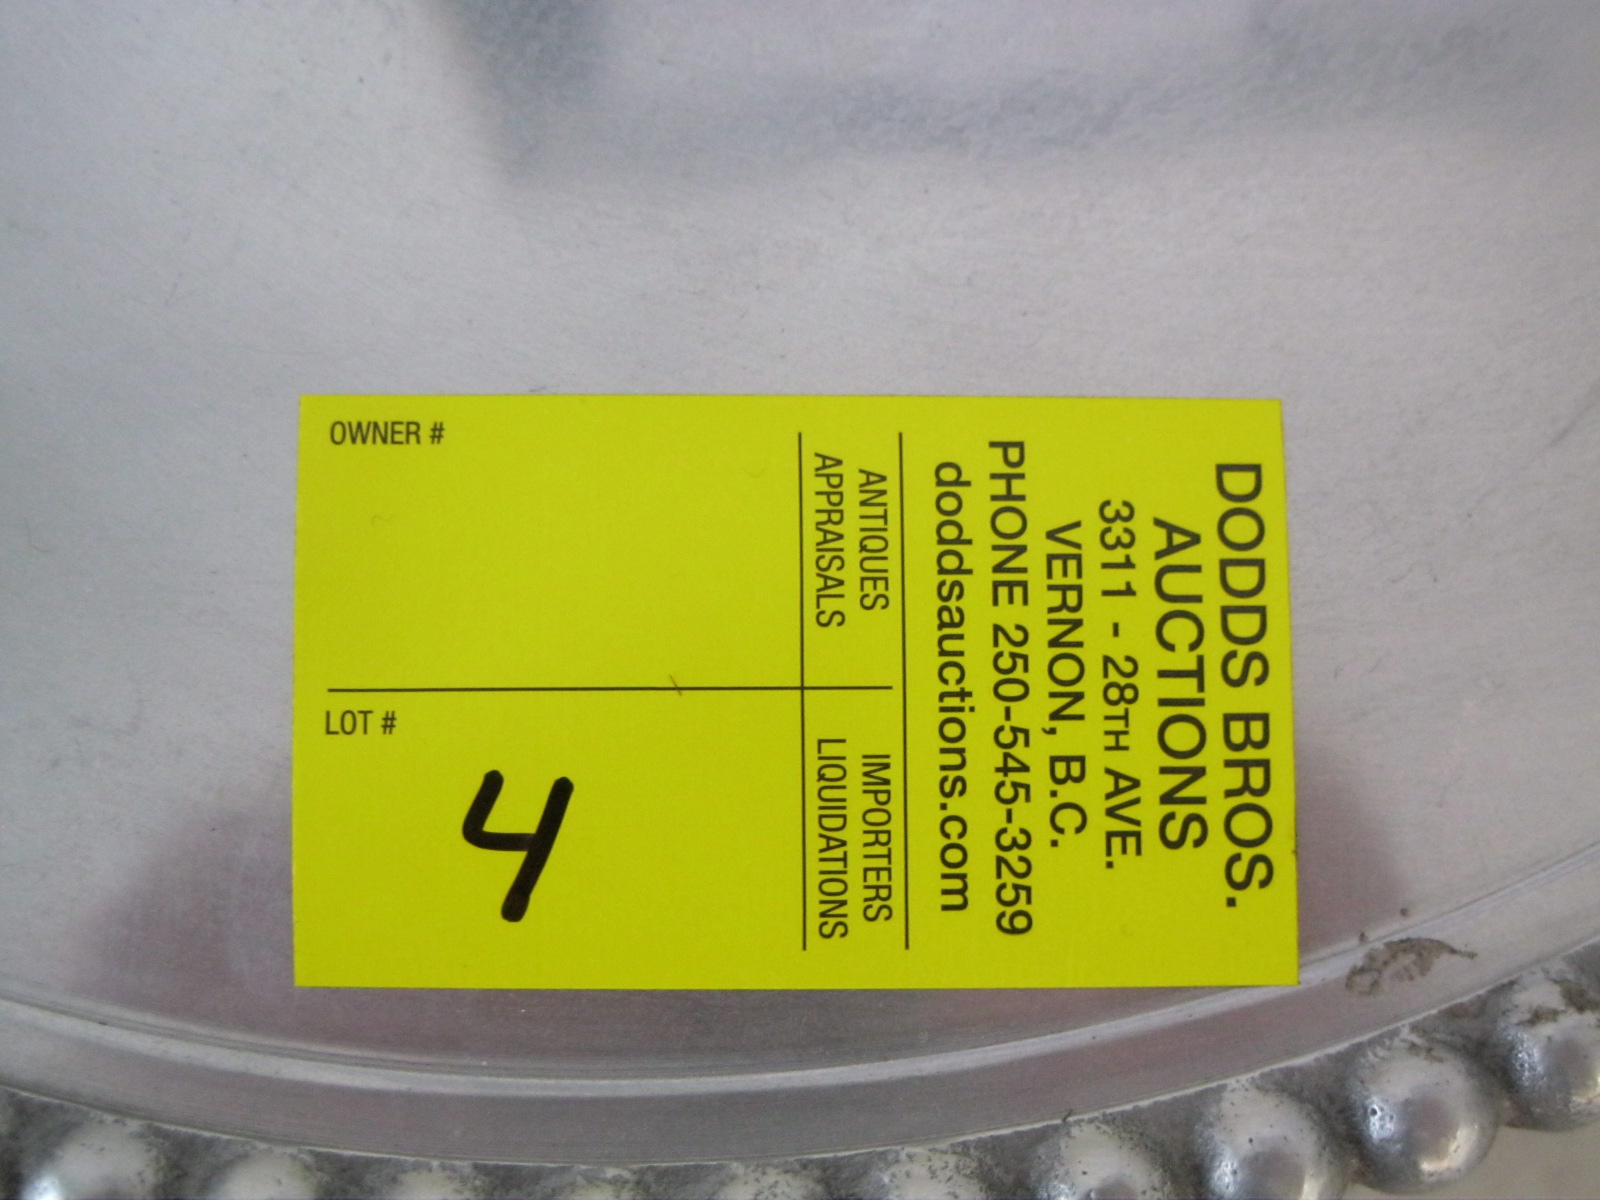 DODDS BROS.
AUCTIONS
3311 - 28TH AVE.
VERNON, B.C.
PHONE 250-545-3259
doddsauctions.com
ANTIQUES
APPRAISALS
IMPORTERS
LIQUIDATIONS
OWNER #
LOT #
4